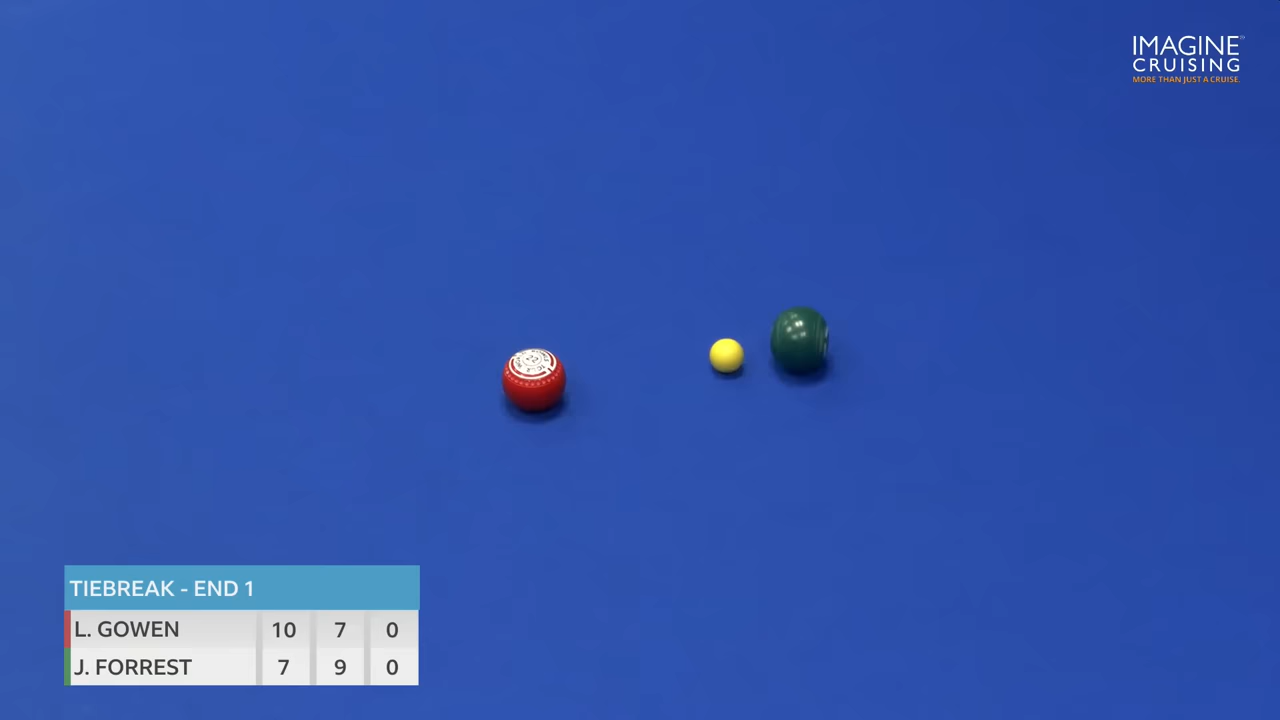 IMAGINE
CRUISING
MORE THAN JUST A CRUISE.
TIEBREAK - END 1
L. GOWEN 10 7 0
J. FORREST 7 9 0